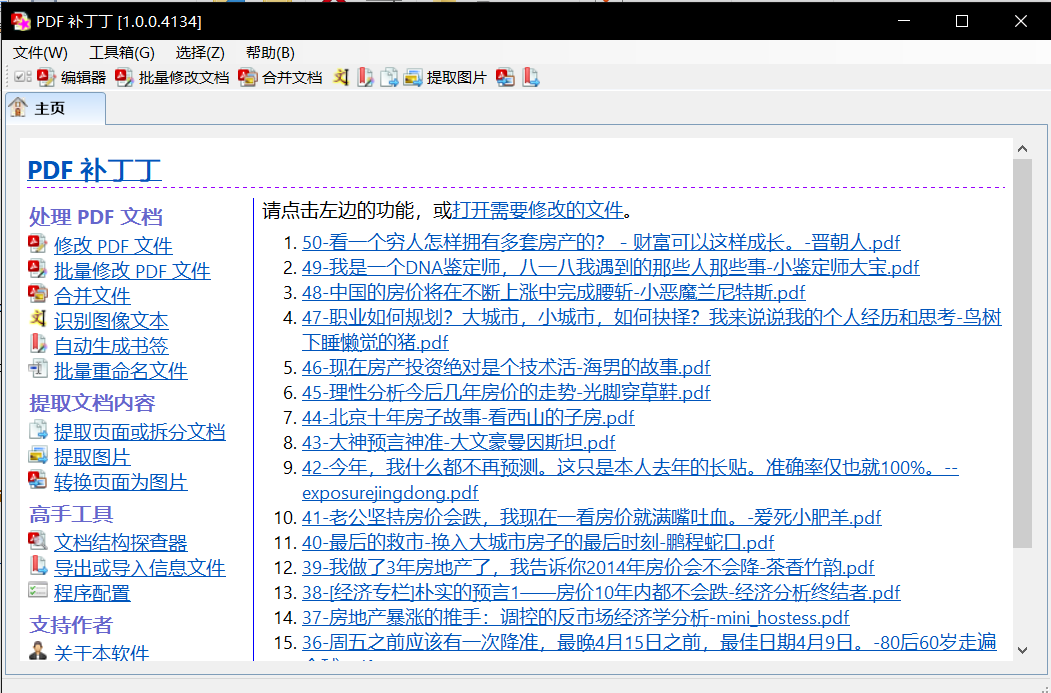 PDF 补丁丁 [1.0.0.4134]
文件(W) 工具箱(G) 选择(Z) 帮助(B)
编辑器 批量修改文档 合并文档 提取图片
主页
PDF 补丁丁
处理 PDF 文档
修改 PDF 文件
批量修改 PDF 文件
合并文件
识别图像文本
自动生成书签
批量重命名文件
提取文档内容
提取页面或拆分文档
提取图片
转换页面为图片
高手工具
文档结构探查器
导出或导入信息文件
程序配置
支持作者
关于本软件
请点击左边的功能，或打开需要修改的文件。
1. 50-看一个穷人怎样拥有多套房产的？ - 财富可以这样成长。-晋朝人.pdf
2. 49-我是一个DNA鉴定师，八一八我遇到的那些人那些事-小鉴定师大宝.pdf
3. 48-中国的房价将在不断上涨中完成腰斩-小恶魔兰尼特斯.pdf
4. 47-职业如何规划？大城市，小城市，如何抉择？我来说说我的个人经历和思考-鸟树
下睡懒觉的猪.pdf
5. 46-现在房产投资绝对是个技术活-海男的故事.pdf
6. 45-理性分析今后几年房价的走势-光脚穿草鞋.pdf
7. 44-北京十年房子故事-看西山的子房.pdf
8. 43-大神预言神准-大文豪曼因斯坦.pdf
9. 42-今年，我什么都不再预测。这只是本人去年的长贴。准确率仅也就100%。--
exposurejingdong.pdf
10. 41-老公坚持房价会跌，我现在一看房价就满嘴吐血。-爱死小肥羊.pdf
11. 40-最后的救市-换入大城市房子的最后时刻-鹏程蛇口.pdf
12. 39-我做了3年房地产了，我告诉你2014年房价会不会降-茶香竹韵.pdf
13. 38-[经济专栏]朴实的预言1——房价10年内都不会跌-经济分析终结者.pdf
14. 37-房地产暴涨的推手：调控的反市场经济学分析-mini_hostess.pdf
15. 36-周五之前应该有一次降准，最晚4月15日之前，最佳日期4月9日。-80后60岁走遍